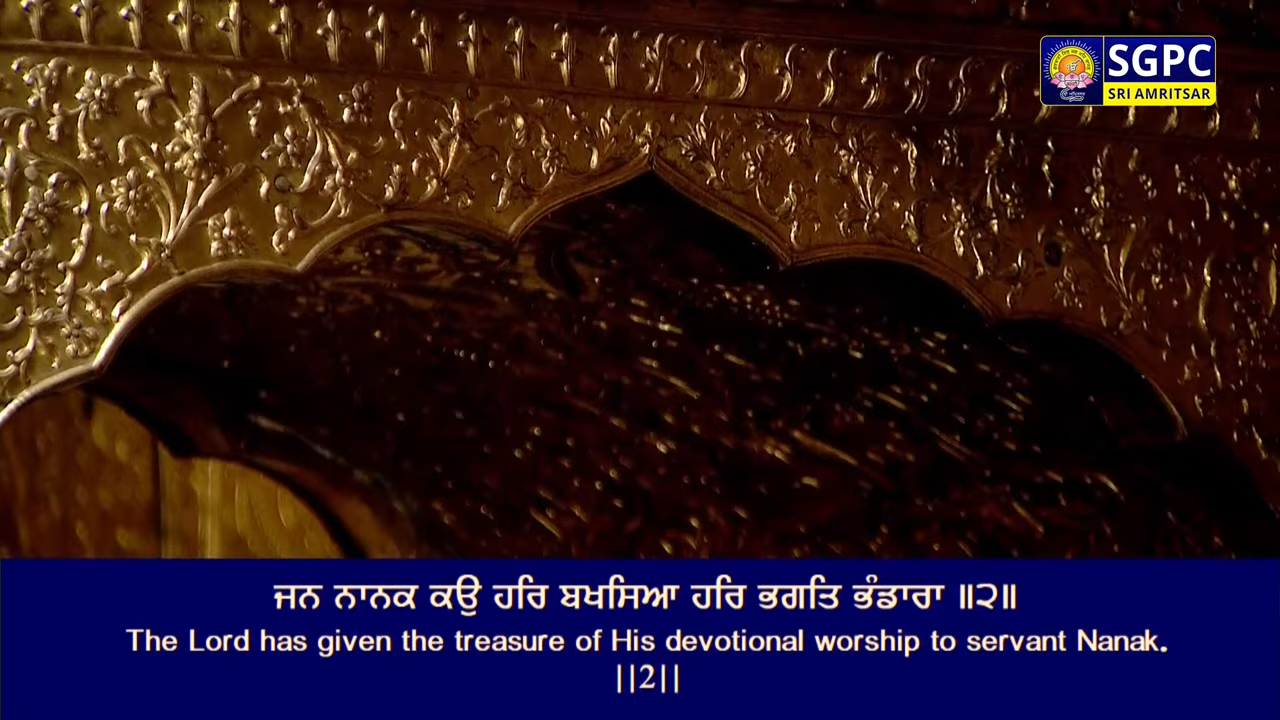 SGPC
SRI AMRITSAR
ਜਨ ਨਾਨਕ ਕਉ ਹਰਿ ਬਖਸਿਆ ਹਰਿ ਭਗਤਿ ਭੰਡਾਰਾ ॥੨॥
The Lord has given the treasure of His devotional worship to servant Nanak.
||2||